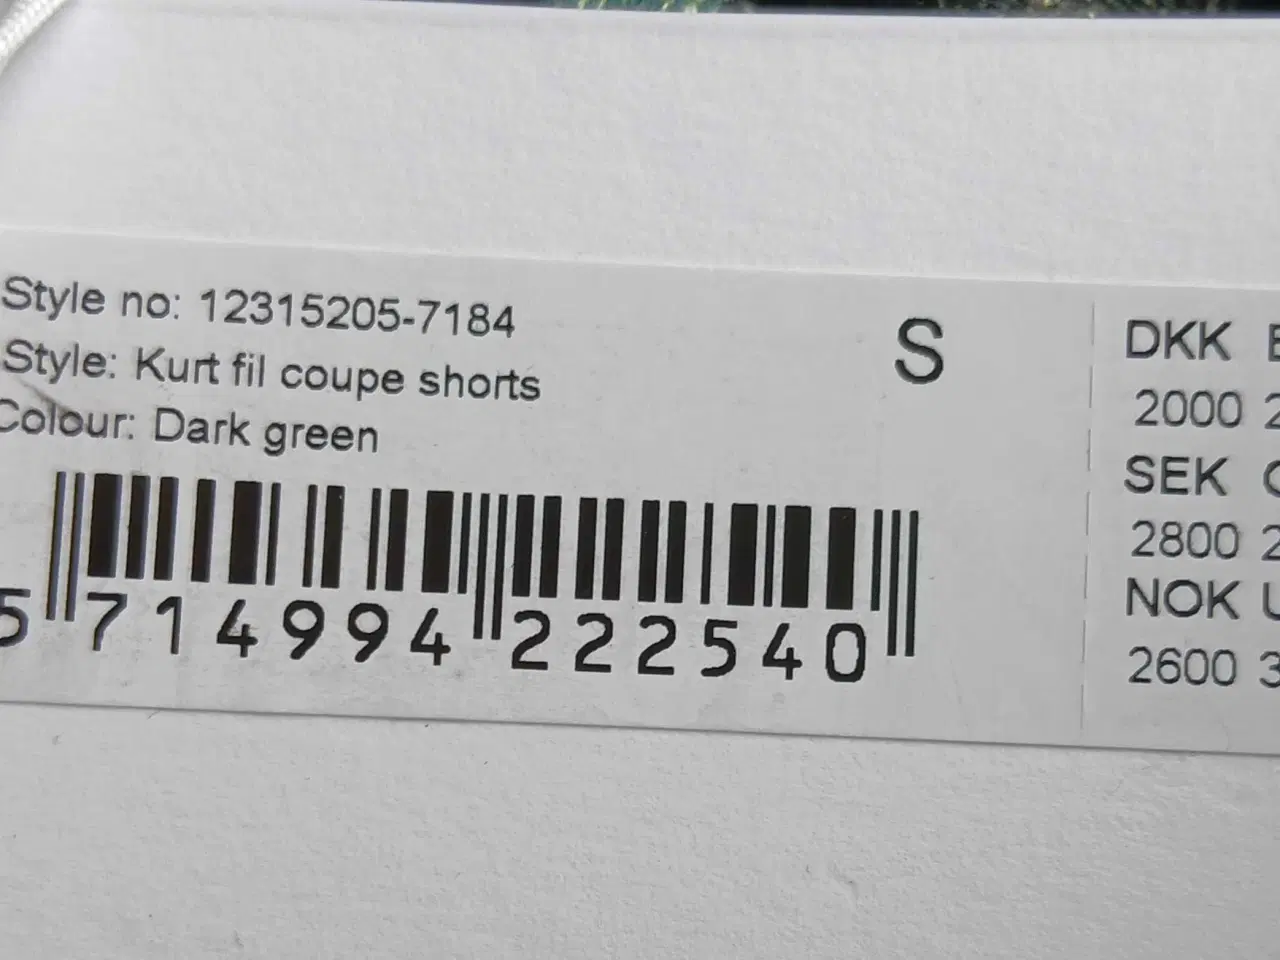 Style no: 12315205-7184
Style: Kurt fil coupe shorts
Colour: Dark green
S
5 714994 222540
DKK
2000
SEK
2800
NOK
2600